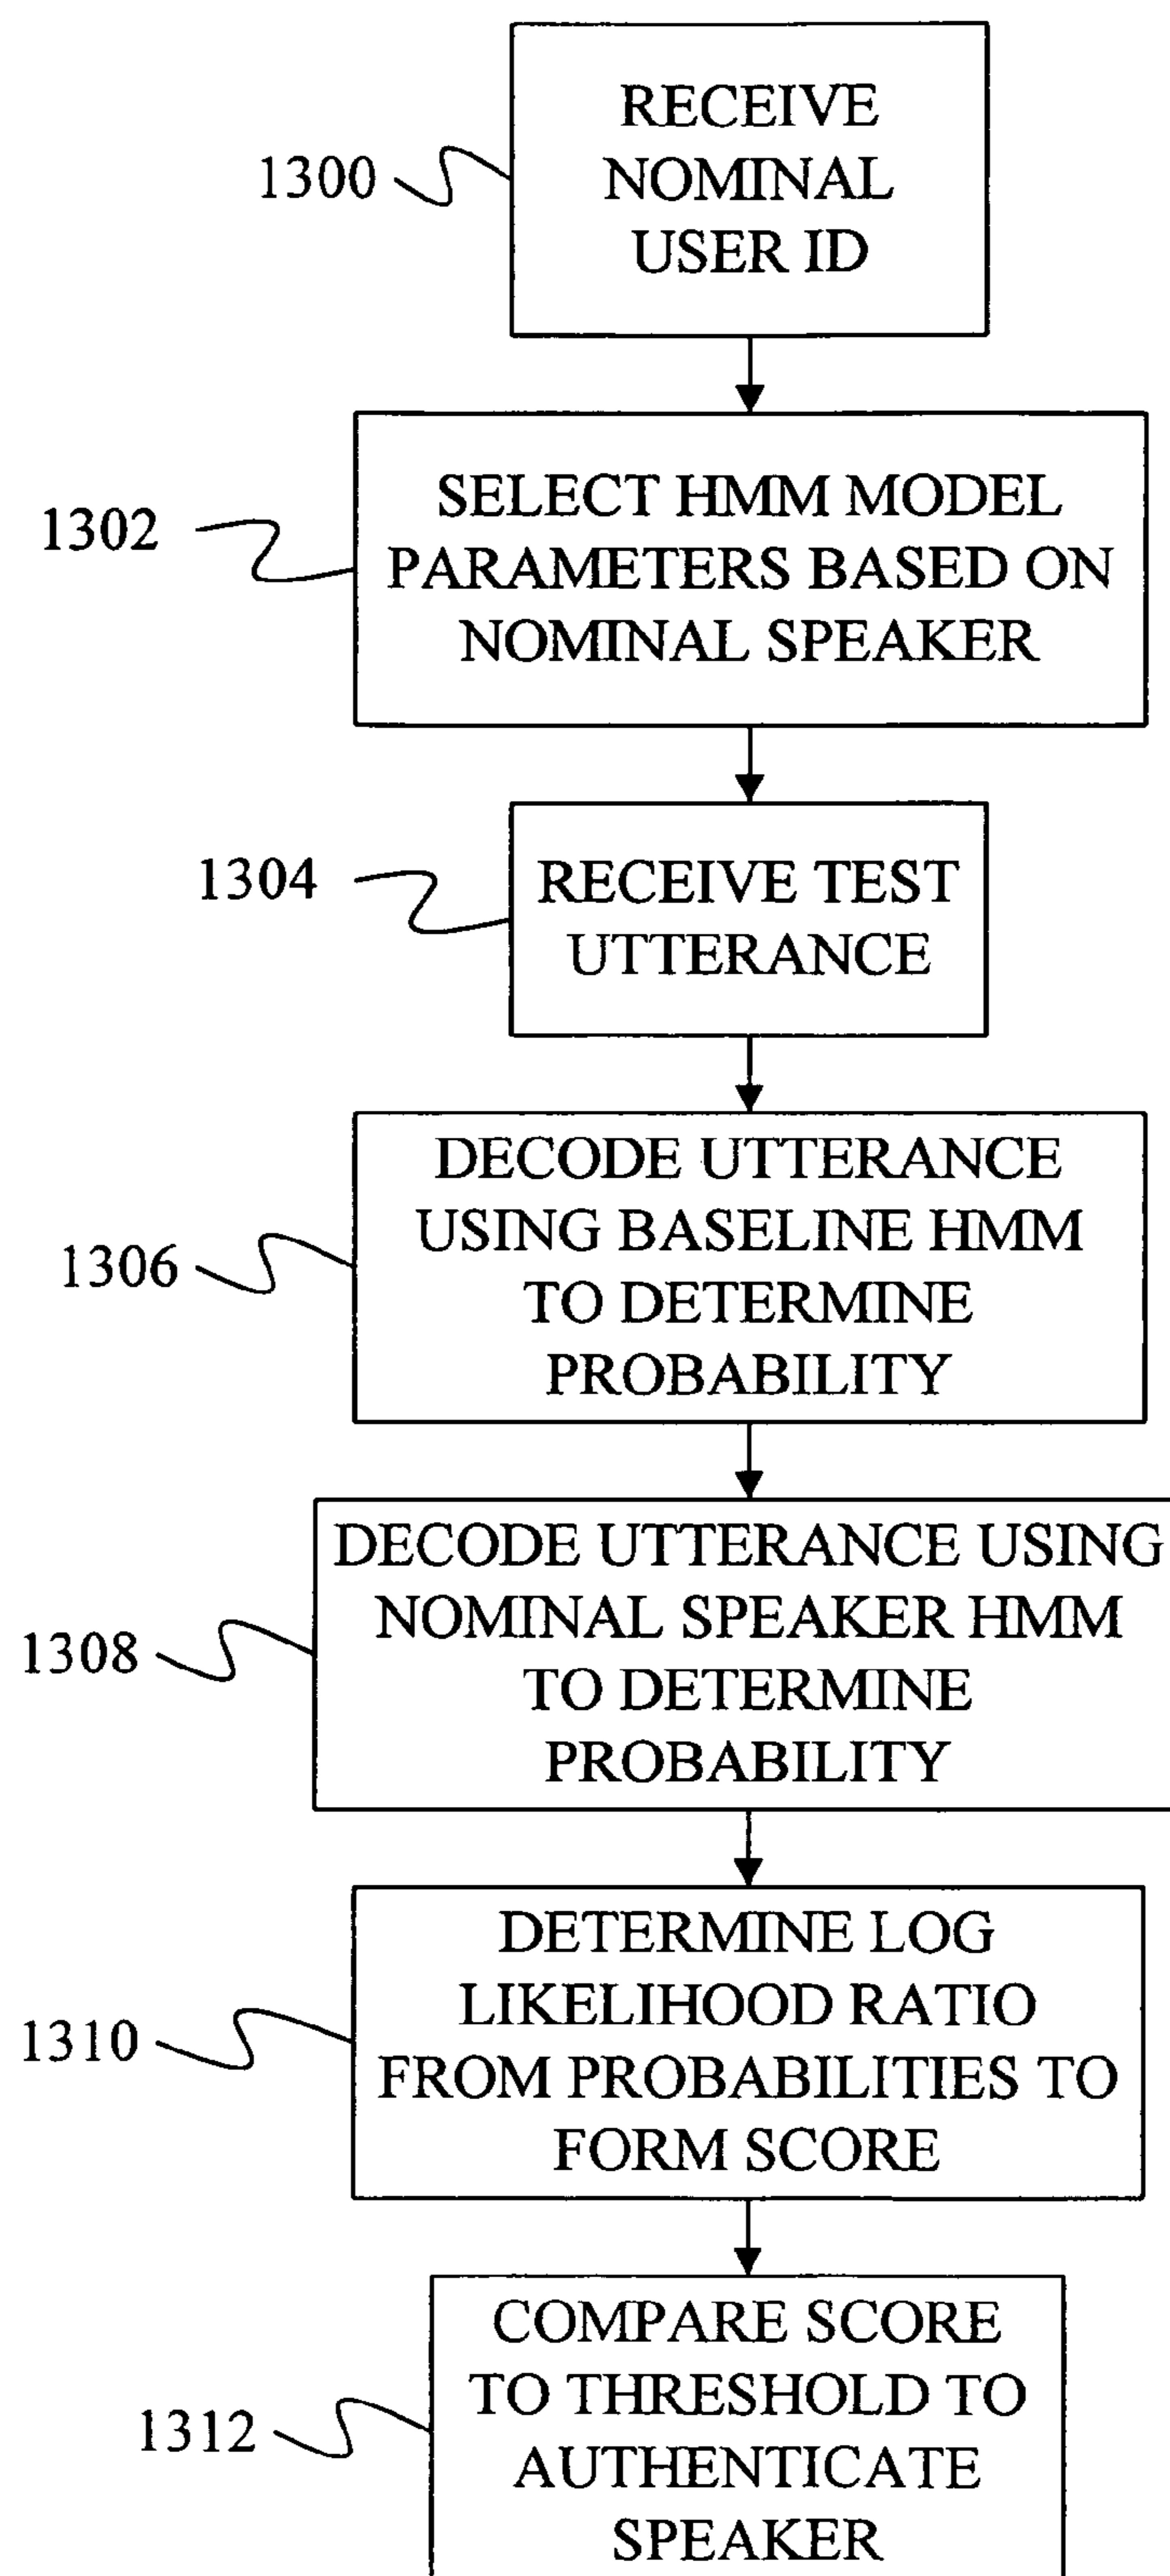 RECEIVE
NOMINAL
USER ID
1300
SELECT HMM MODEL
PARAMETERS BASED ON
NOMINAL SPEAKER
1302
RECEIVE TEST
UTTERANCE
1304
DECODE UTTERANCE
USING BASELINE HMM
TO DETERMINE
PROBABILITY
1306
DECODE UTTERANCE USING
NOMINAL SPEAKER HMM
TO DETERMINE
PROBABILITY
1308
DETERMINE LOG
LIKELIHOOD RATIO
FROM PROBABILITIES TO
FORM SCORE
1310
COMPARE SCORE
TO THRESHOLD TO
AUTHENTICATE
SPEAKER
1312